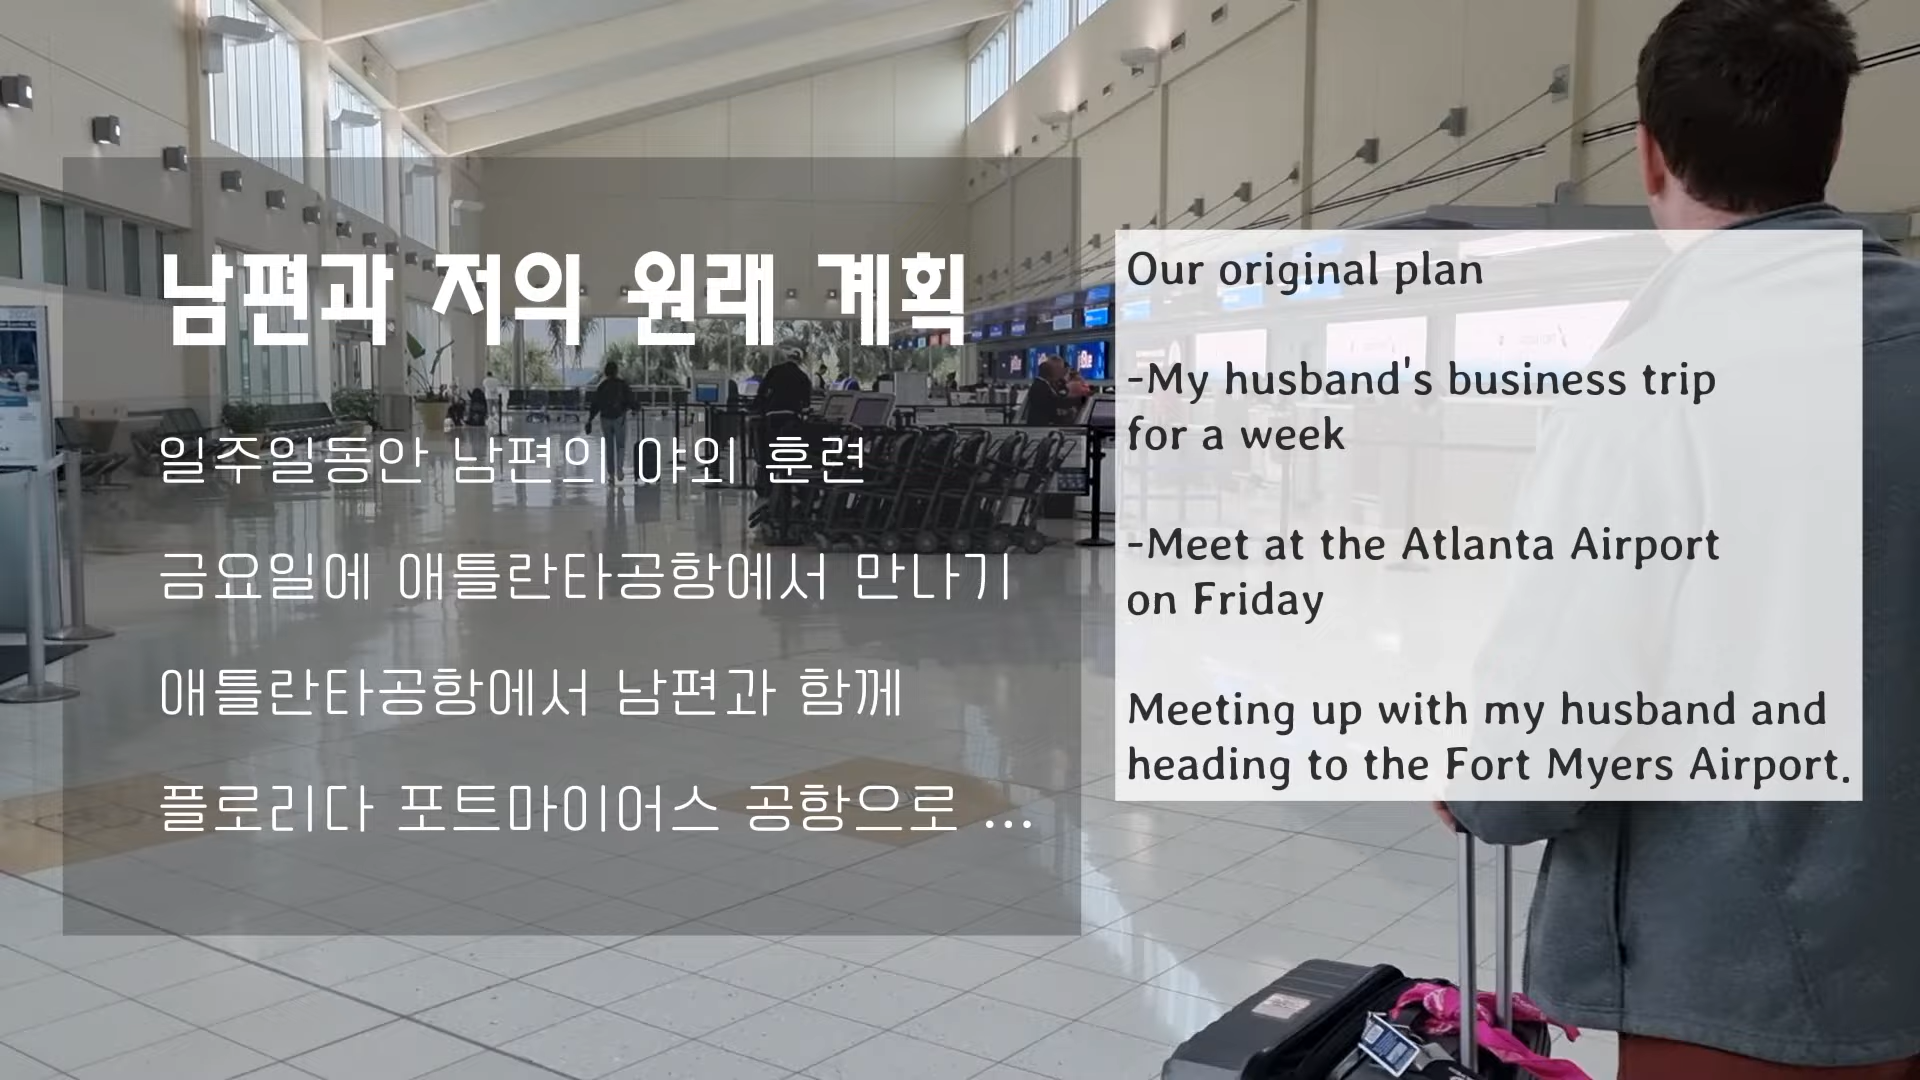 남편과 저의 원래 계획
일주일동안 남편의 야외 훈련
금요일에 애틀란타공항에서 만나기
애틀란타공항에서 남편과 함께
플로리다 포트마이어스 공항으로 ...
Our original plan
-My husband's business trip
for a week
-Meet at the Atlanta Airport
on Friday
Meeting up with my husband and
heading to the Fort Myers Airport.